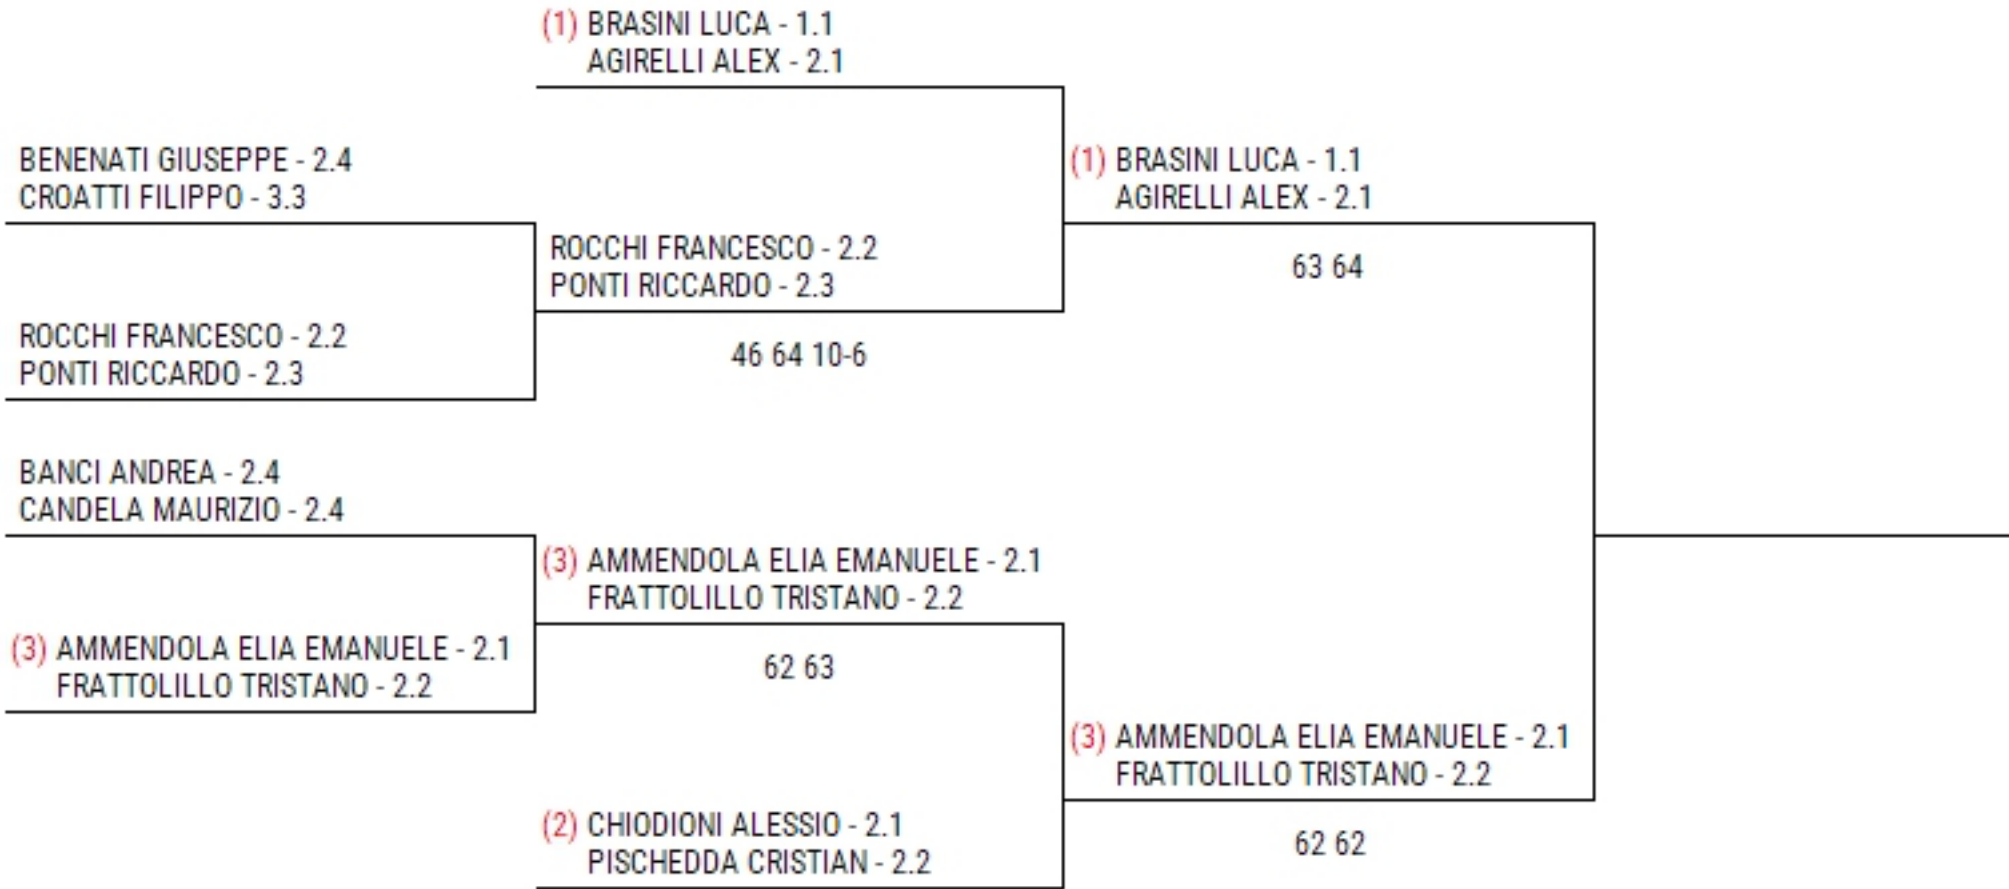 (1) BRASINI LUCA - 1.1
AGIRELLI ALEX - 2.1
BENENATI GIUSEPPE - 2.4
CROATTI FILIPPO - 3.3
(1) BRASINI LUCA - 1.1
AGIRELLI ALEX - 2.1
ROCCHI FRANCESCO - 2.2
PONTI RICCARDO - 2.3
63 64
ROCCHI FRANCESCO - 2.2
PONTI RICCARDO - 2.3
46 64 10-6
BANCI ANDREA - 2.4
CANDELA MAURIZIO - 2.4
(3) AMMENDOLA ELIA EMANUELE - 2.1
FRATTOLILLO TRISTANO - 2.2
(3) AMMENDOLA ELIA EMANUELE - 2.1
FRATTOLILLO TRISTANO - 2.2
62 63
(3) AMMENDOLA ELIA EMANUELE - 2.1
FRATTOLILLO TRISTANO - 2.2
(2) CHIODIONI ALESSIO - 2.1
PISCHEDDA CRISTIAN - 2.2
62 62